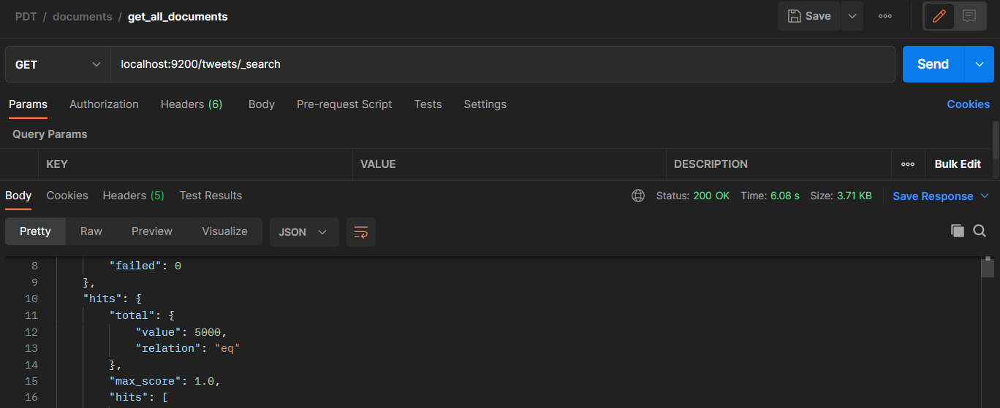 PDT / documents / get_all_documents Save
GET localhost:9200/tweets/_search Send
Params Authorization Headers (6) Body Pre-request Script Tests Settings Cookies
Query Params
KEY VALUE DESCRIPTION Bulk Edit
Body Cookies Headers (5) Test Results Status: 200 OK Time: 6.08 s Size: 3.71 KB Save Response
Pretty Raw Preview Visualize JSON
8 "failed": 0
9 },
10 "hits": {
11 "total": {
12 "value": 5000,
13 "relation": "eq"
14 },
15 "max_score": 1.0,
16 "hits": [